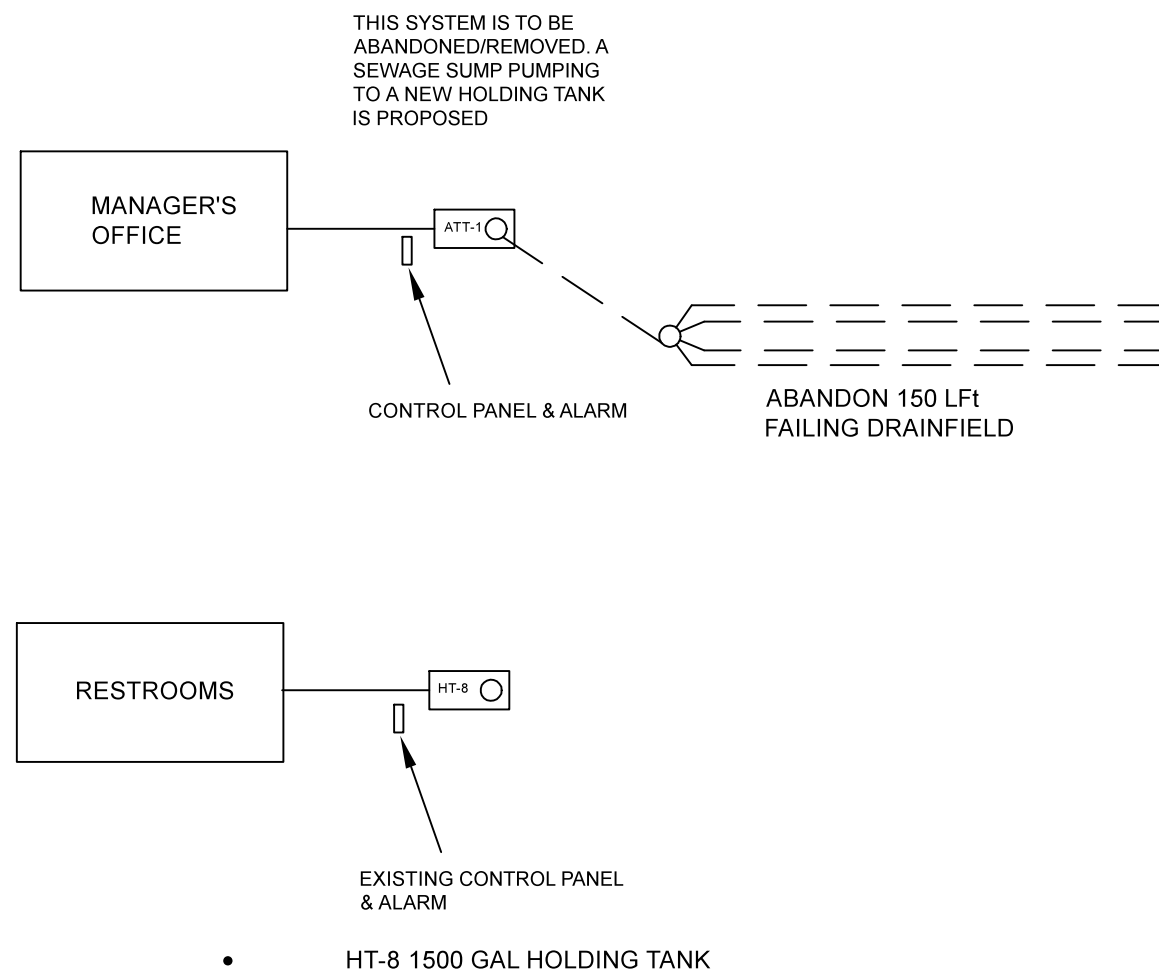 THIS SYSTEM IS TO BE
ABANDONED/REMOVED. A
SEWAGE SUMP PUMPING
TO A NEW HOLDING TANK
IS PROPOSED
MANAGER'S
OFFICE
ATT-1
CONTROL PANEL & ALARM
ABANDON 150 LFt
FAILING DRAINFIELD
RESTROOMS
HT-8
EXISTING CONTROL PANEL
& ALARM
• HT-8 1500 GAL HOLDING TANK